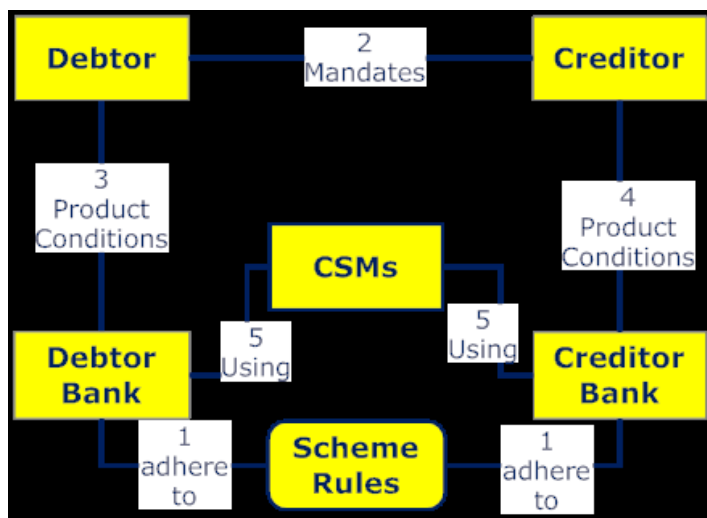 Debtor
2
Mandates
Creditor
3
Product
Conditions
4
Product
Conditions
CSMs
5
Using
5
Using
Debtor
Bank
Creditor
Bank
1
adhere
to
Scheme
Rules
1
adhere
to